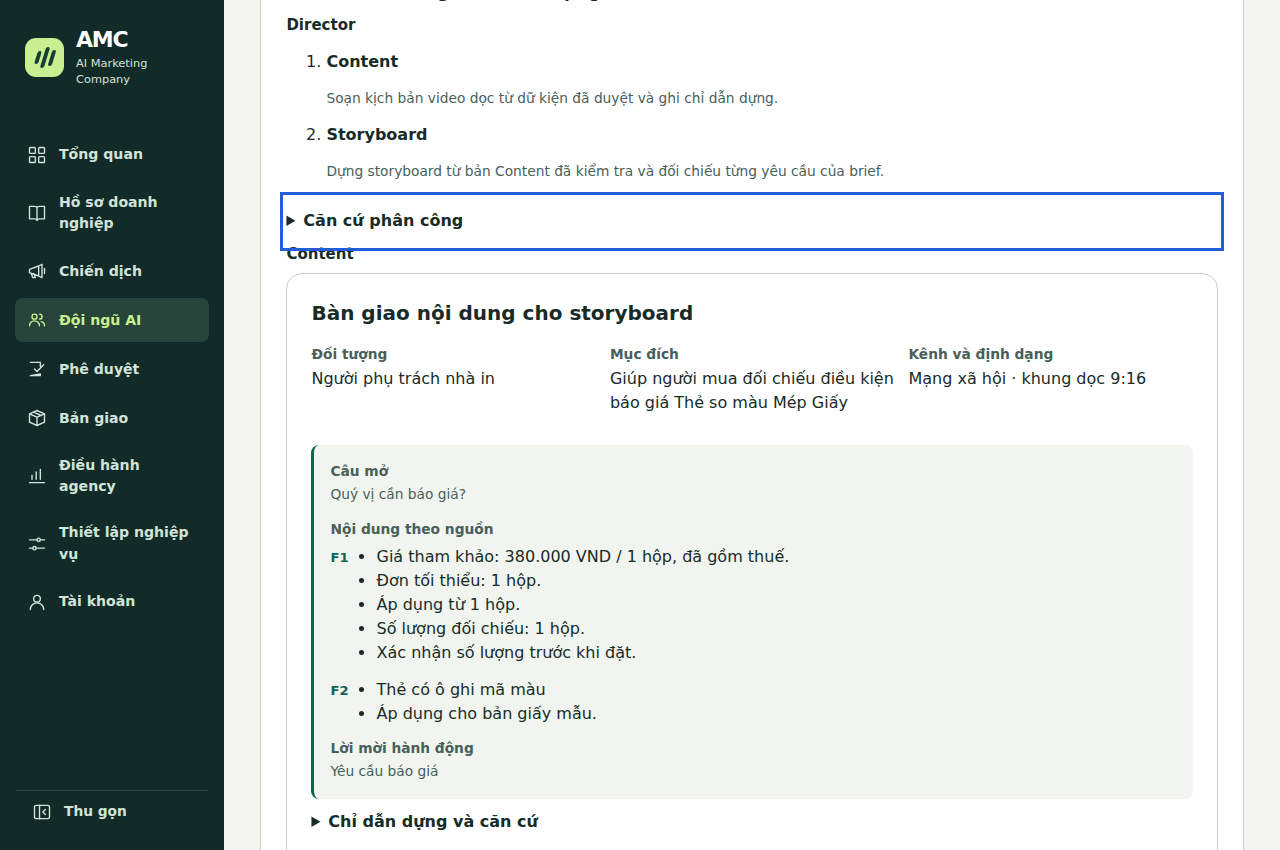 AMC
AI Marketing
Company
Tổng quan
Hồ sơ doanh
nghiệp
Chiến dịch
Đội ngũ AI
Phê duyệt
Bàn giao
Điều hành
agency
Thiết lập nghiệp
vụ
Tài khoản
Thu gọn
Director
1. Content
Soạn kịch bản video dọc từ dữ kiện đã duyệt và ghi chỉ dẫn dựng.
2. Storyboard
Dựng storyboard từ bản Content đã kiểm tra và đối chiếu từng yêu cầu của brief.
Căn cứ phân công
Content
Bàn giao nội dung cho storyboard
Đối tượng
Người phụ trách nhà in
Mục đích
Giúp người mua đối chiếu điều kiện
báo giá Thẻ so màu Mép Giấy
Kênh và định dạng
Mạng xã hội · khung dọc 9:16
Câu mở
Quý vị cần báo giá?
Nội dung theo nguồn
F1
• Giá tham khảo: 380.000 VND / 1 hộp, đã gồm thuế.
• Đơn tối thiểu: 1 hộp.
• Áp dụng từ 1 hộp.
• Số lượng đối chiếu: 1 hộp.
• Xác nhận số lượng trước khi đặt.
F2
• Thẻ có ô ghi mã màu
• Áp dụng cho bản giấy mẫu.
Lời mời hành động
Yêu cầu báo giá
Chỉ dẫn dựng và căn cứ